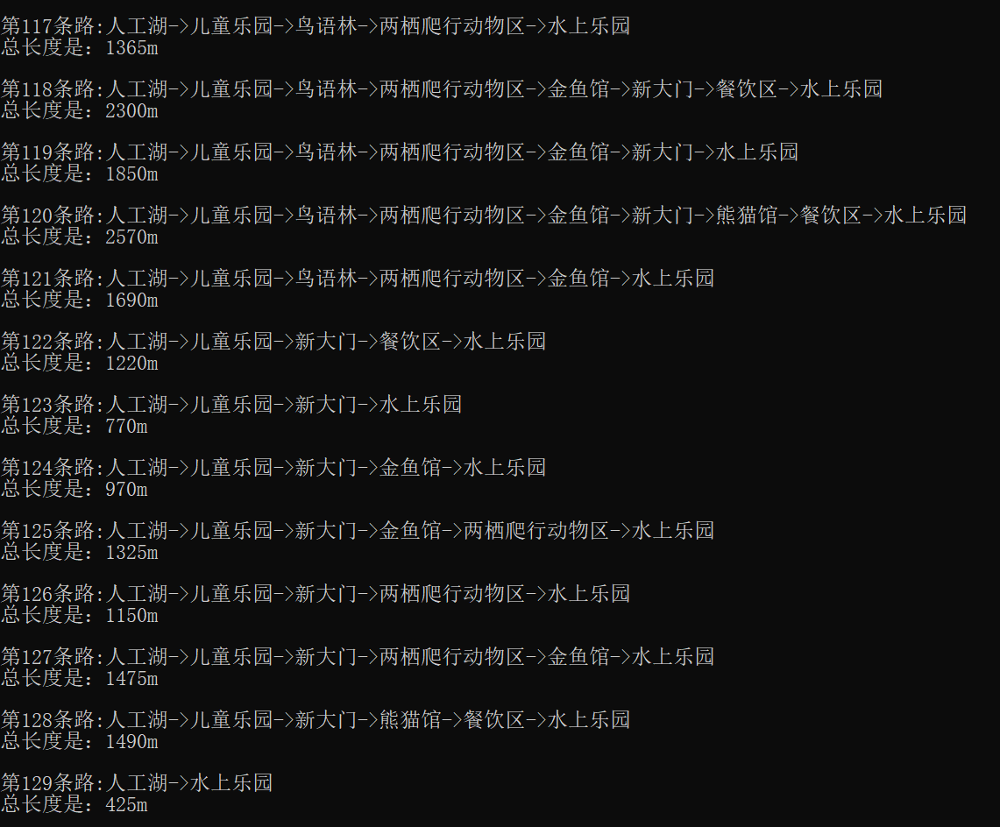 第117条路:人工湖->儿童乐园->鸟语林->两栖爬行动物区->水上乐园
总长度是：1365m
第118条路:人工湖->儿童乐园->鸟语林->两栖爬行动物区->金鱼馆->新大门->餐饮区->水上乐园
总长度是：2300m
第119条路:人工湖->儿童乐园->鸟语林->两栖爬行动物区->金鱼馆->新大门->水上乐园
总长度是：1850m
第120条路:人工湖->儿童乐园->鸟语林->两栖爬行动物区->金鱼馆->新大门->熊猫馆->餐饮区->水上乐园
总长度是：2570m
第121条路:人工湖->儿童乐园->鸟语林->两栖爬行动物区->金鱼馆->水上乐园
总长度是：1690m
第122条路:人工湖->儿童乐园->新大门->餐饮区->水上乐园
总长度是：1220m
第123条路:人工湖->儿童乐园->新大门->水上乐园
总长度是：770m
第124条路:人工湖->儿童乐园->新大门->金鱼馆->水上乐园
总长度是：970m
第125条路:人工湖->儿童乐园->新大门->金鱼馆->两栖爬行动物区->水上乐园
总长度是：1325m
第126条路:人工湖->儿童乐园->新大门->两栖爬行动物区->水上乐园
总长度是：1150m
第127条路:人工湖->儿童乐园->新大门->两栖爬行动物区->金鱼馆->水上乐园
总长度是：1475m
第128条路:人工湖->儿童乐园->新大门->熊猫馆->餐饮区->水上乐园
总长度是：1490m
第129条路:人工湖->水上乐园
总长度是：425m